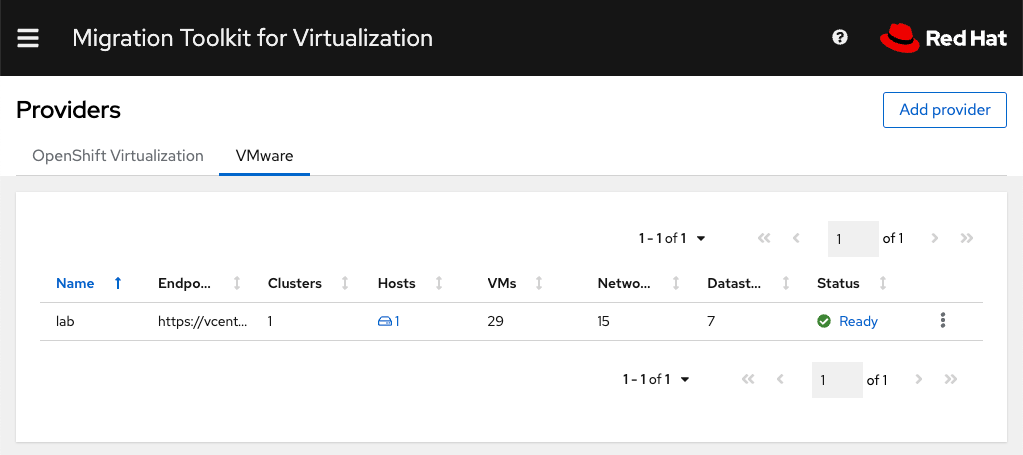 Migration Toolkit for Virtualization
Red Hat
Providers
Add provider
OpenShift Virtualization
VMware
1 - 1 of 1
1 of 1
Name Endpo... Clusters Hosts VMs Netwo... Datast... Status
lab https://vcent... 1 1 29 15 7 Ready
1 - 1 of 1
1 of 1